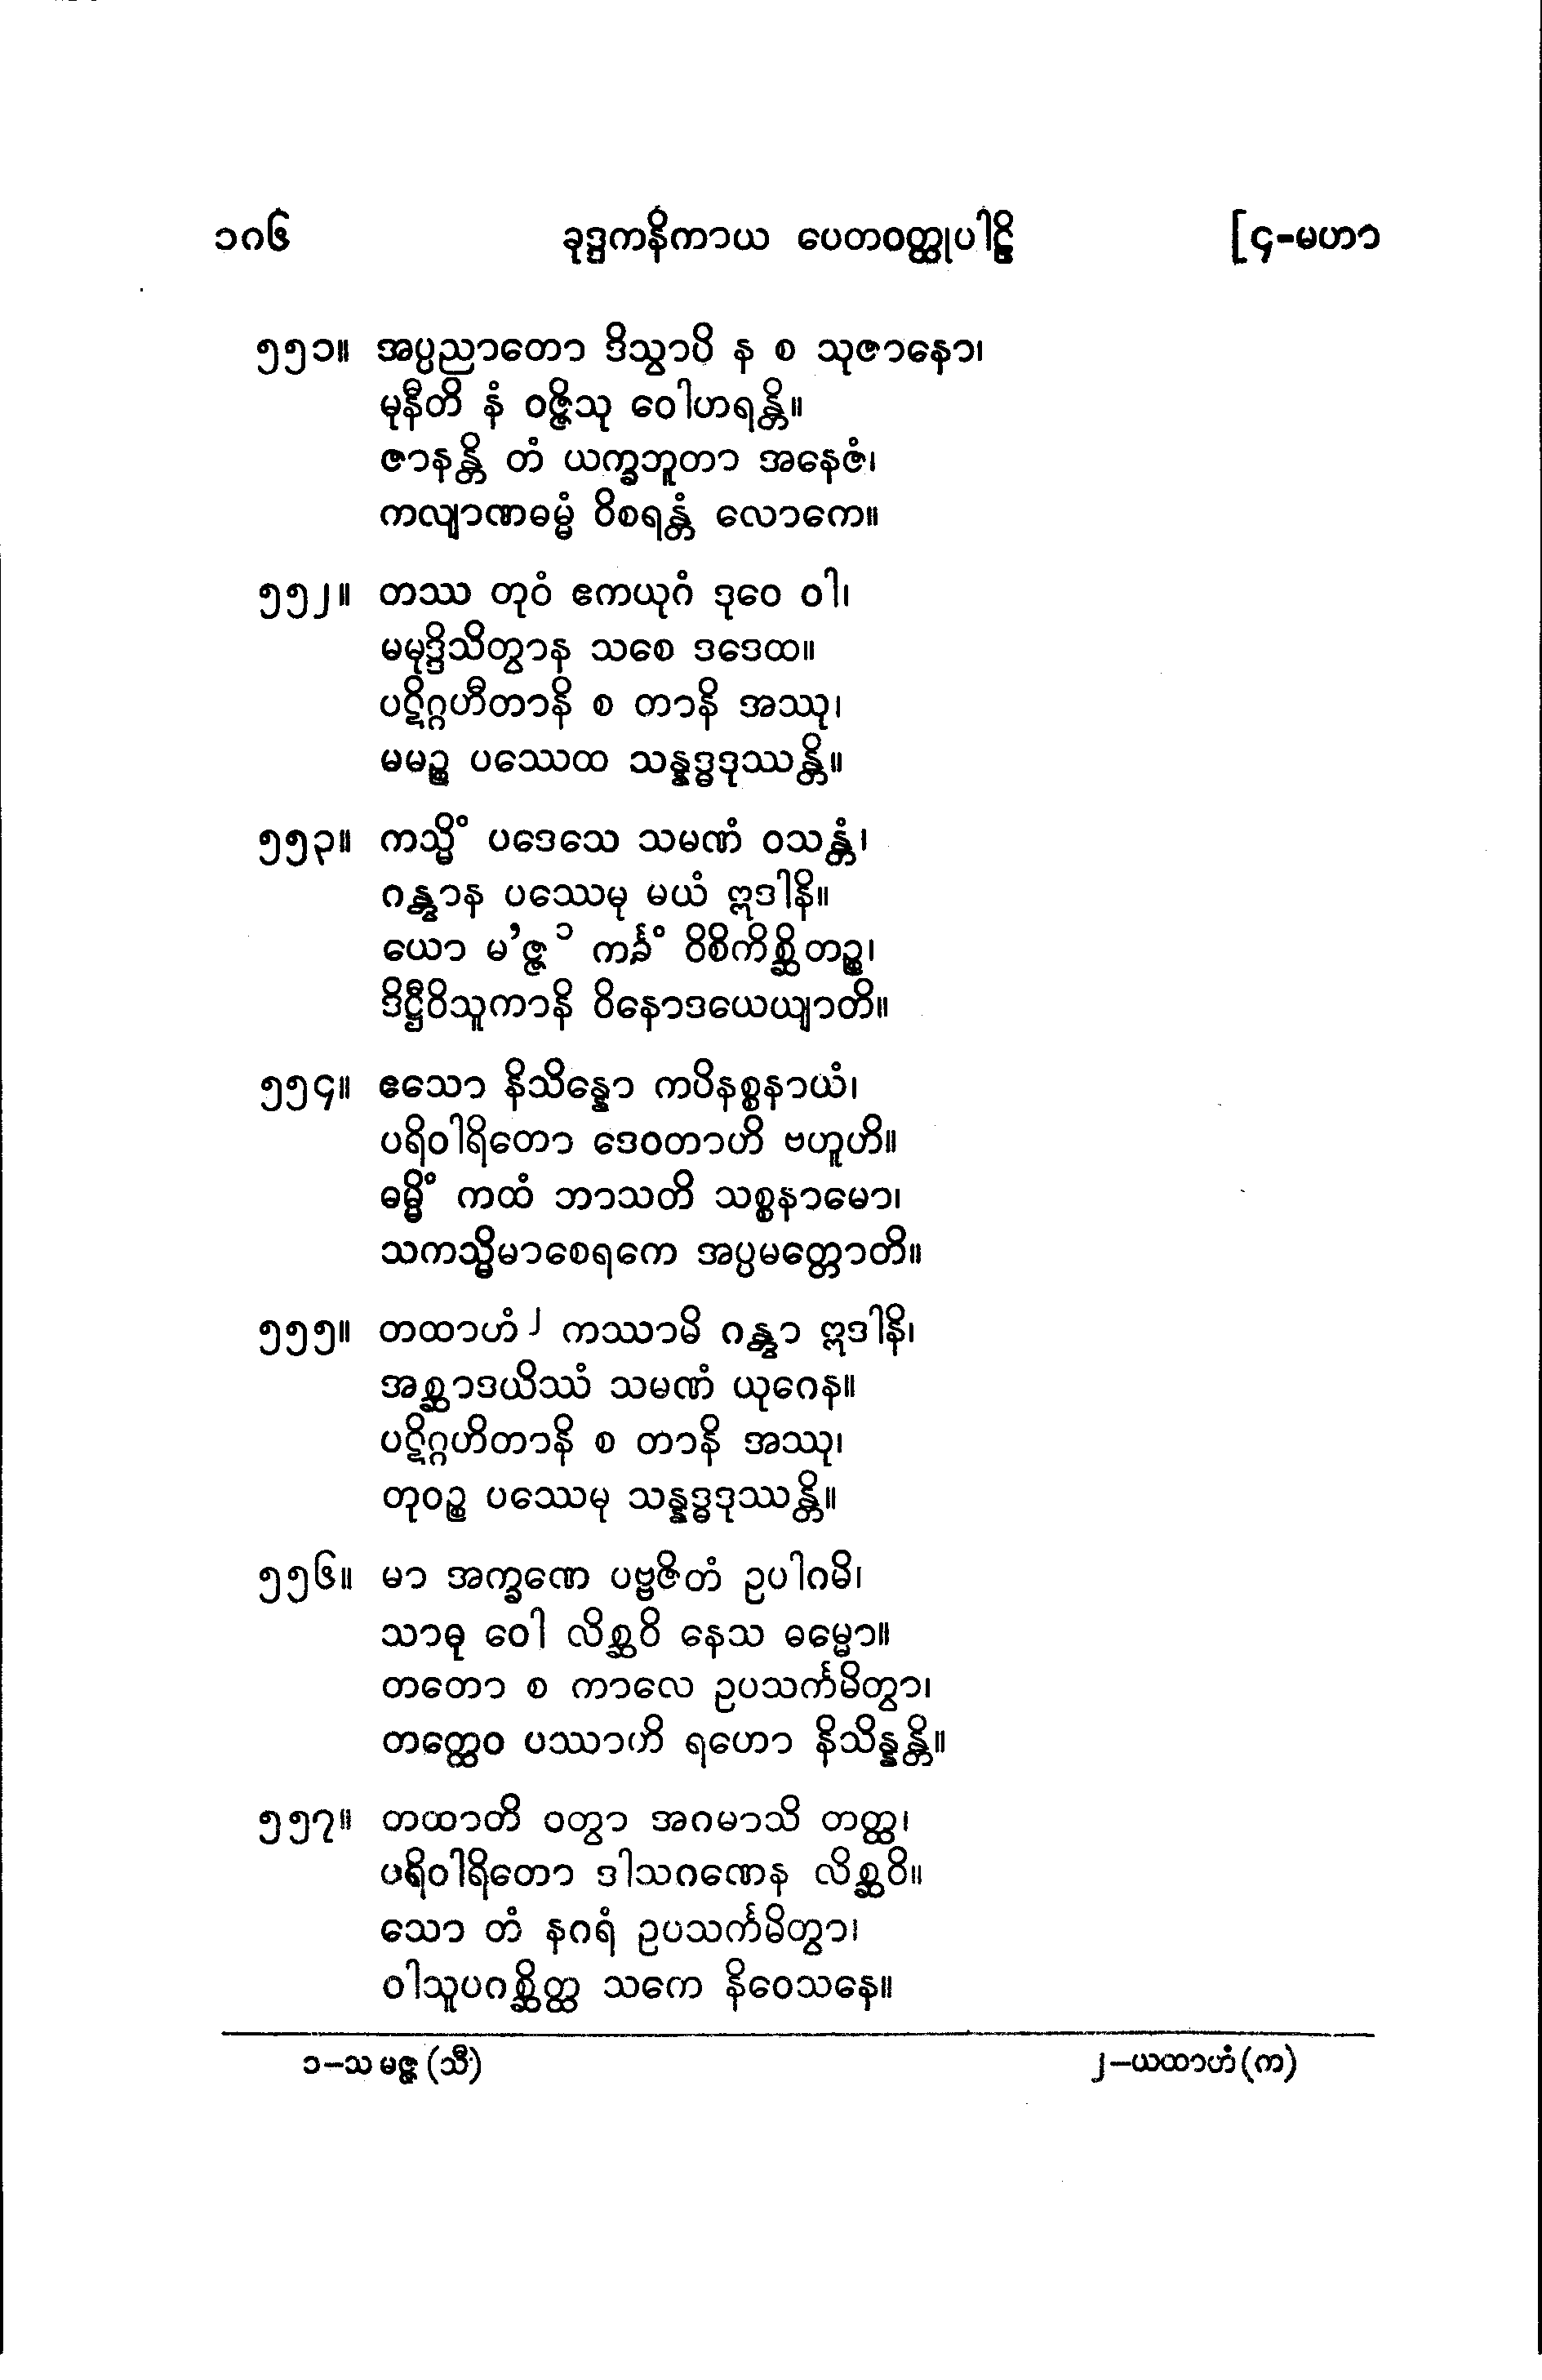 ၁၈၆ ခုဒ္ဒကနိကာယ ပေတဝတ္ထုပါဠိ [၄-မဟာ
၅၅၁။ အပ္ပညာတော ဒိသွာပိ န စ သုဇာနော၊
မုနီတိ နံ ဝဇ္ဇိသု ဝေါဟရန္တိ။
ဇာနန္တိ တံ ယက္ခဘူတာ အနေဇံ၊
ကလျာဏဓမ္မံ ဝိစရန္တံ လောကေ။
၅၅၂။ တဿ တုဝံ ဧကယုဂံ ဒုဝေ ဝါ၊
မမုဒ္ဒိသိတွာန သစေ ဒဒေထ။
ပဋိဂ္ဂဟီတာနိ စ တာနိ အဿု၊
မမဉ္စ ပဿေထ သန္နဒ္ဓဒုဿန္တိ။
၅၅၃။ ကသ္မိံ ပဒေသေ သမဏံ ဝသန္တံ၊
ဂန္တွာန ပဿေမု မယံ ဣဒါနိ။
ယော မ’ဇ္ဇ ၁ ကင်္ခံ ဝိစိကိစ္ဆိတဉ္စ၊
ဒိဋ္ဌီဝိသူကာနိ ဝိနောဒယေယျာတိ။
၅၅၄။ ဧသော နိသိန္နော ကပိနစ္စနာယံ၊
ပရိဝါရိတော ဒေဝတာဟိ ဗဟူဟိ။
ဓမ္မိံ ကထံ ဘာသတိ သစ္စနာမော၊
သကသ္မိမာစေရကေ အပ္ပမတ္တောတိ။
၅၅၅။ တထာဟံ ၂ ကဿာမိ ဂန္တွာ ဣဒါနိ၊
အစ္ဆာဒယိဿံ သမဏံ ယုဂေန။
ပဋိဂ္ဂဟိတာနိ စ တာနိ အဿု၊
တုဝဉ္စ ပဿေမု သန္နဒ္ဓဒုဿန္တိ။
၅၅၆။ မာ အက္ခဏေ ပဗ္ဗဇိတံ ဥပါဂမိ၊
သာဓု ဝေါ လိစ္ဆဝိ နေသ ဓမ္မော။
တတော စ ကာလေ ဥပသင်္ကမိတွာ၊
တတ္ထေဝ ပဿာဟိ ရဟော နိသိန္နန္တိ။
၅၅၇။ တထာတိ ဝတွာ အဂမာသိ တတ္ထ၊
ပရိဝါရိတော ဒါသဂဏေန လိစ္ဆဝိ။
သော တံ နဂရံ ဥပသင်္ကမိတွာ၊
ဝါသူပဂစ္ဆိတ္ထ သကေ နိဝေသနေ။
၁–သ မဇ္ဇ (သီ) ၂–ယထာဟံ (က)